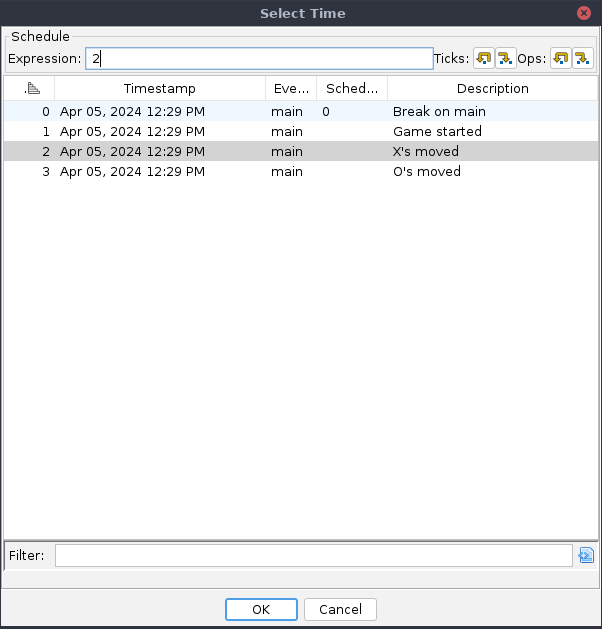 Select Time
Schedule
Expression: 2 Ticks: Ops:
Timestamp Eve... Sched... Description
0 Apr 05, 2024 12:29 PM main 0 Break on main
1 Apr 05, 2024 12:29 PM main Game started
2 Apr 05, 2024 12:29 PM main X's moved
3 Apr 05, 2024 12:29 PM main O's moved
Filter:
OK Cancel